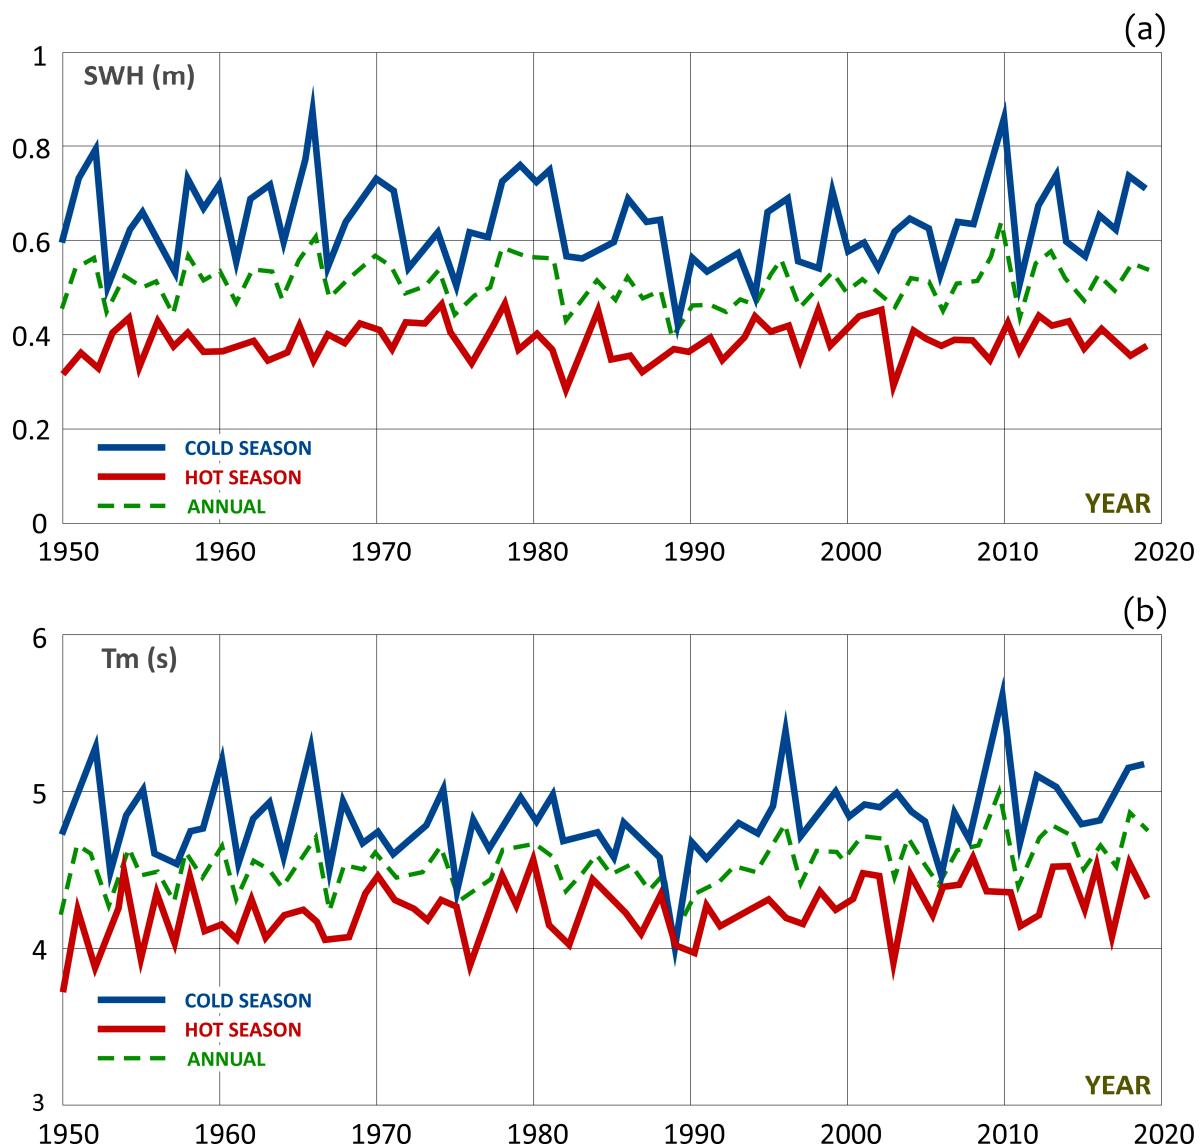 (a)
1
SWH (m)
0.8
0.6
0.4
0.2
COLD SEASON
HOT SEASON
ANNUAL
YEAR
0
1950 1960 1970 1980 1990 2000 2010 2020
(b)
6
Tm (s)
5
4
COLD SEASON
HOT SEASON
ANNUAL
YEAR
3
1950 1960 1970 1980 1990 2000 2010 2020